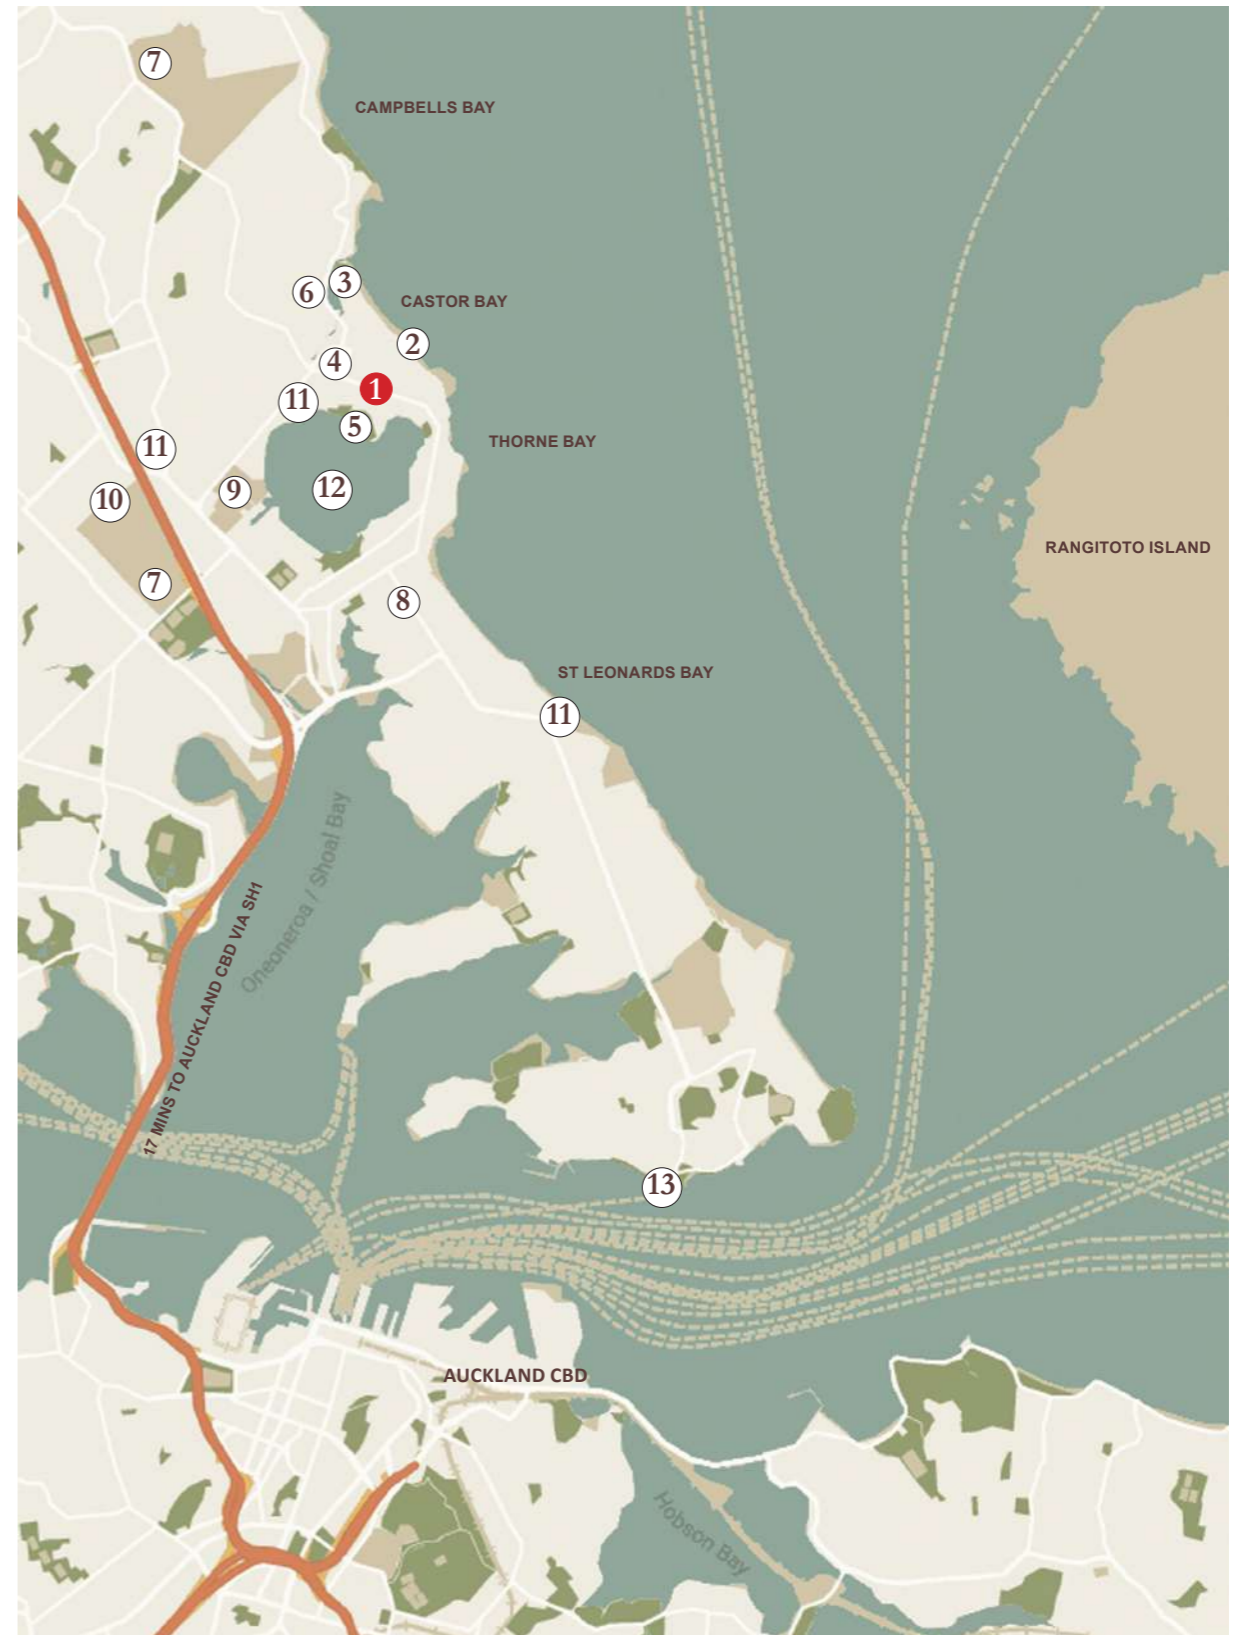 7
CAMPBELLS BAY
6
3
CASTOR BAY
2
4
1
11
5
THORNE BAY
11
12
9
10
RANGITOTO ISLAND
7
8
ST LEONARDS BAY
11
Oneoneroa / Shoal Bay
17 MINS TO AUCKLAND CBD VIA SH1
13
AUCKLAND CBD
Hobson Bay